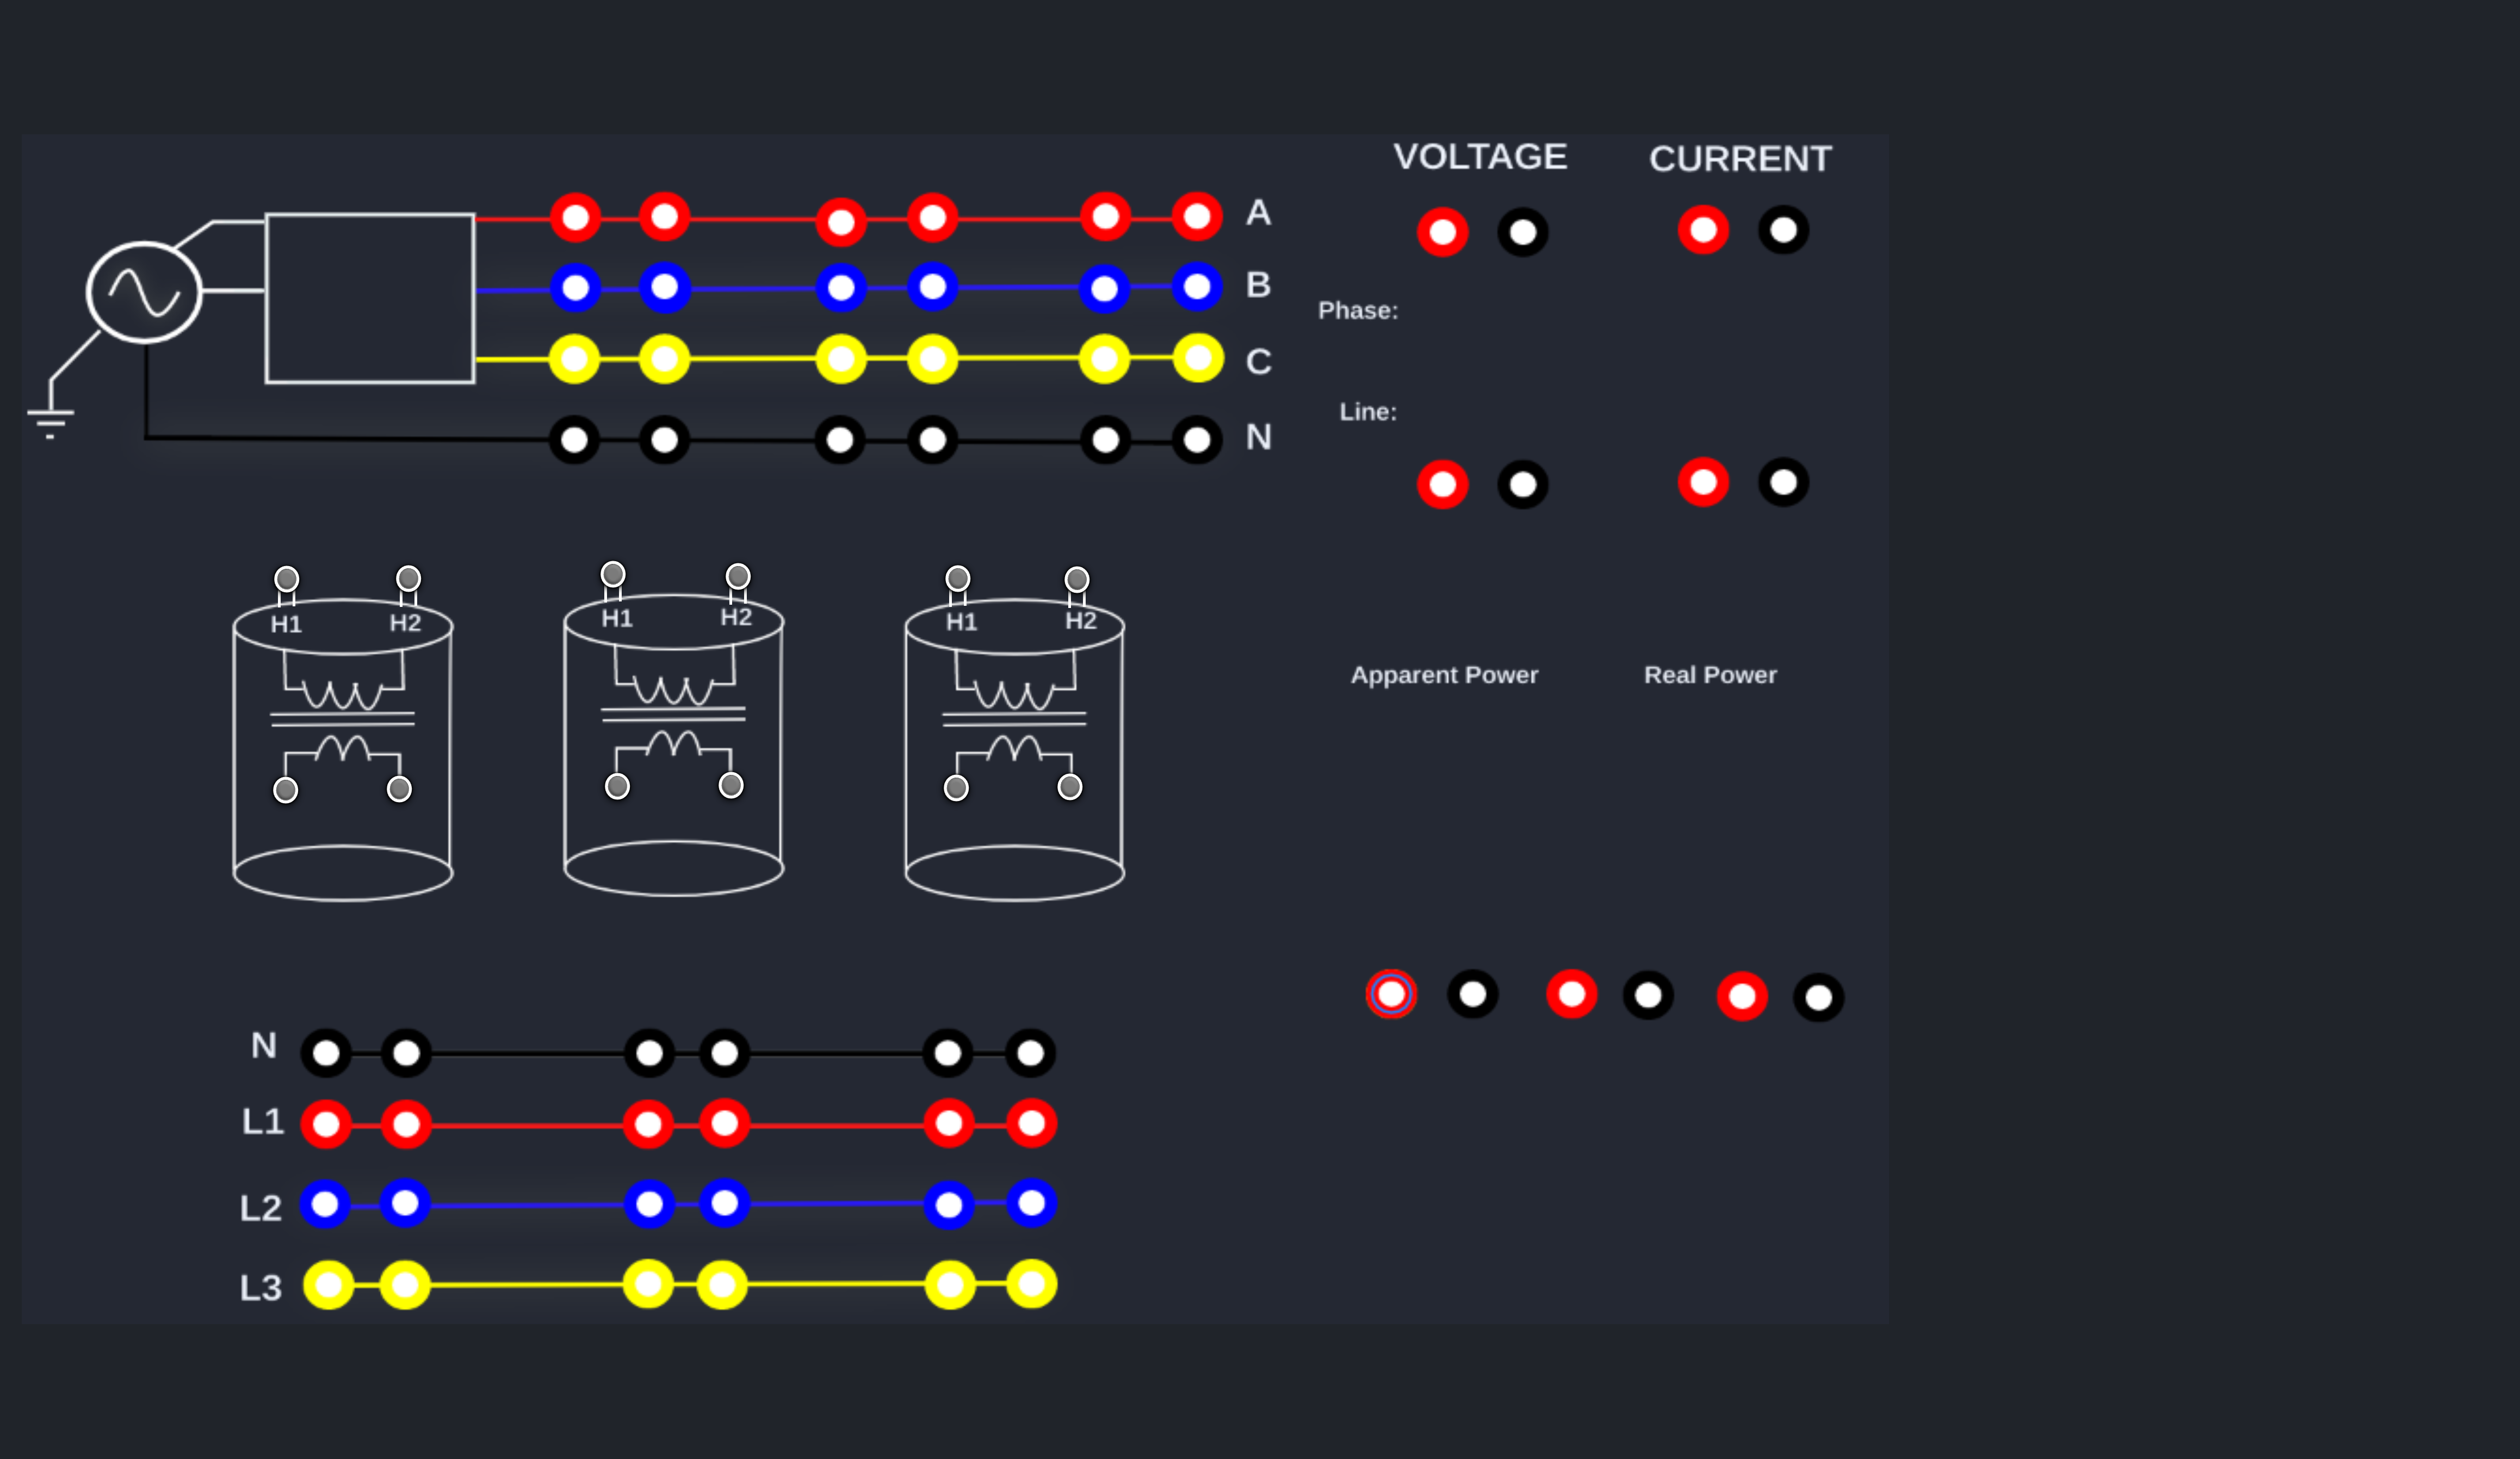 VOLTAGE CURRENT
A
B
Phase:
C
Line:
N
H1 H2 H1 H2 H1 H2
Apparent Power Real Power
N
L1
L2
L3